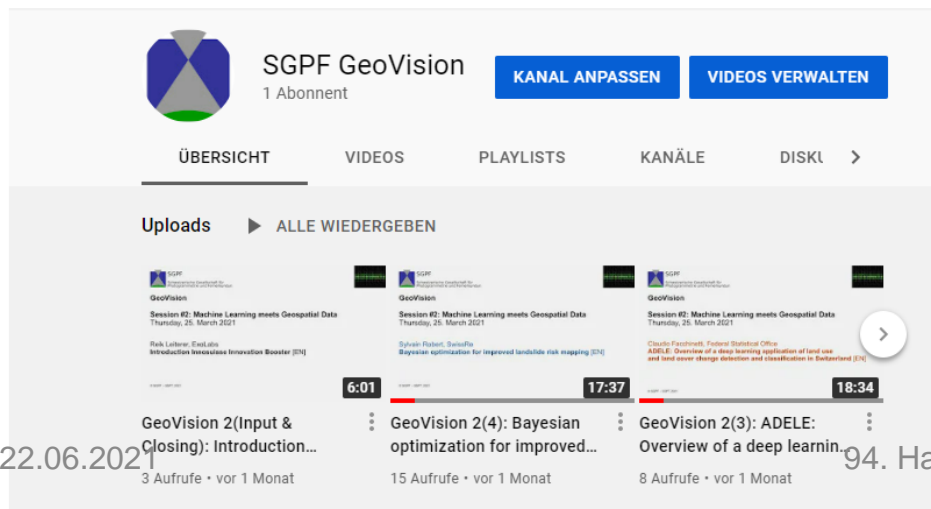 SGPF GeoVision
1 Abonnent
KANAL ANPASSEN
VIDEOS VERWALTEN
ÜBERSICHT
VIDEOS
PLAYLISTS
KANÄLE
DISKU
Uploads
ALLE WIEDERGEBEN
SGPF
GeoVision
Session #2: Machine Learning meets Geospatial Data
Thursday, 25. March 2021
Reik Leiterer, ExoLabs
Introduction Innosuisse Innovation Booster [EN]
6:01
GeoVision 2(Input &
Closing): Introduction...
3 Aufrufe • vor 1 Monat
SGPF
GeoVision
Session #2: Machine Learning meets Geospatial Data
Thursday, 25. March 2021
Sylvain Robert, SwissRe
Bayesian optimization for improved landslide risk mapping [EN]
17:37
GeoVision 2(4): Bayesian
optimization for improved...
15 Aufrufe • vor 1 Monat
SGPF
GeoVision
Session #2: Machine Learning meets Geospatial Data
Thursday, 25. March 2021
Claudio Facchinetti, Federal Statistical Office
ADELE: Overview of a deep learning application of land use
and land cover change detection and classification in Switzerland [EN]
18:34
GeoVision 2(3): ADELE:
Overview of a deep learnin...
8 Aufrufe • vor 1 Monat
22.06.2021
94. Ha